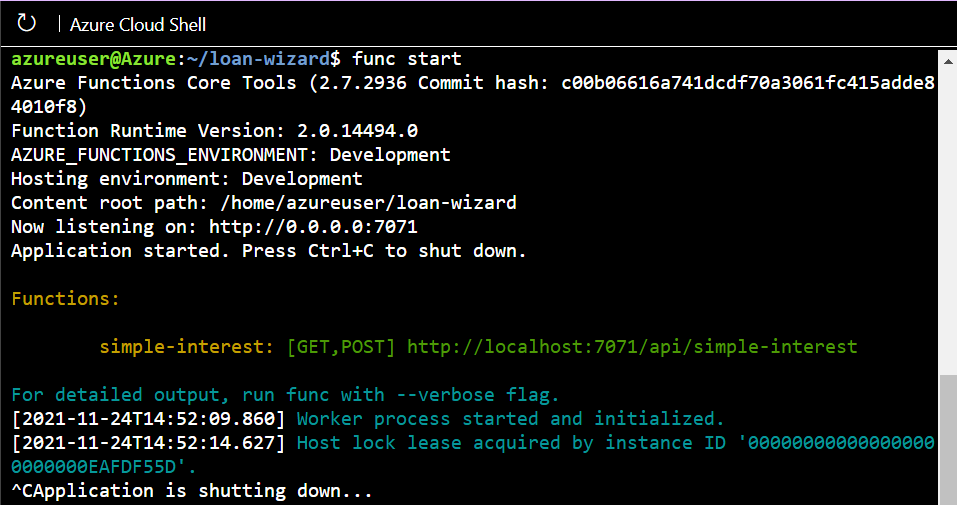 Azure Cloud Shell
azureuser@Azure:~/loan-wizard$ func start
Azure Functions Core Tools (2.7.2936 Commit hash: c00b06616a741dcdf70a3061fc415adde8
4010f8)
Function Runtime Version: 2.0.14494.0
AZURE_FUNCTIONS_ENVIRONMENT: Development
Hosting environment: Development
Content root path: /home/azureuser/loan-wizard
Now listening on: http://0.0.0.0:7071
Application started. Press Ctrl+C to shut down.
Functions:
simple-interest: [GET,POST] http://localhost:7071/api/simple-interest
For detailed output, run func with --verbose flag.
[2021-11-24T14:52:09.860] Worker process started and initialized.
[2021-11-24T14:52:14.627] Host lock lease acquired by instance ID '00000000000000000
0000000EAFDF55D'.
^CApplication is shutting down...